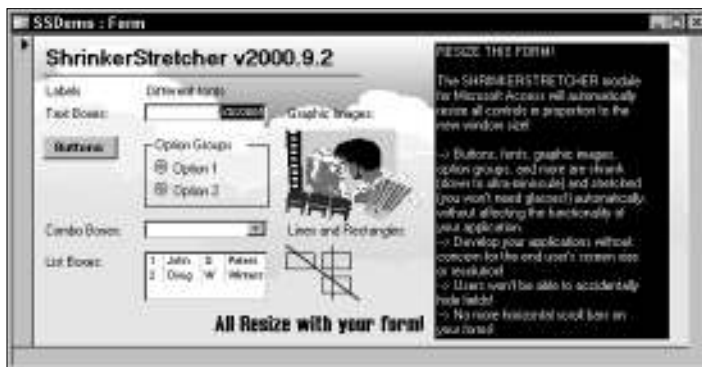 SSDemo : Form
ShrinkerStretcher v2000.9.2
Labels Different fonts
Text Boxes:
Graphic Images:
Buttons
Option Groups
Option 1
Option 2
Combo Boxes:
Lines and Rectangles
List Boxes:
1 John S Peters
2 Doug W Winters
All Resize with your form!
RESIZE THIS FORM!
The SHRINKERSTRETCHER module
for Microsoft Access will automatically
resize all controls in proportion to the
new window size!
-> Buttons, fonts, graphic images,
option groups, and more are shrunk
(down to ultra-miniscule) and stretched
(you won't need glasses!) automatically,
without affecting the functionality of
your application.
-> Develop your applications without
concern for the end user's screen size
or resolution!
-> Users won't be able to accidentally
hide fields!
-> No more horizontal scroll bars on
your forms!